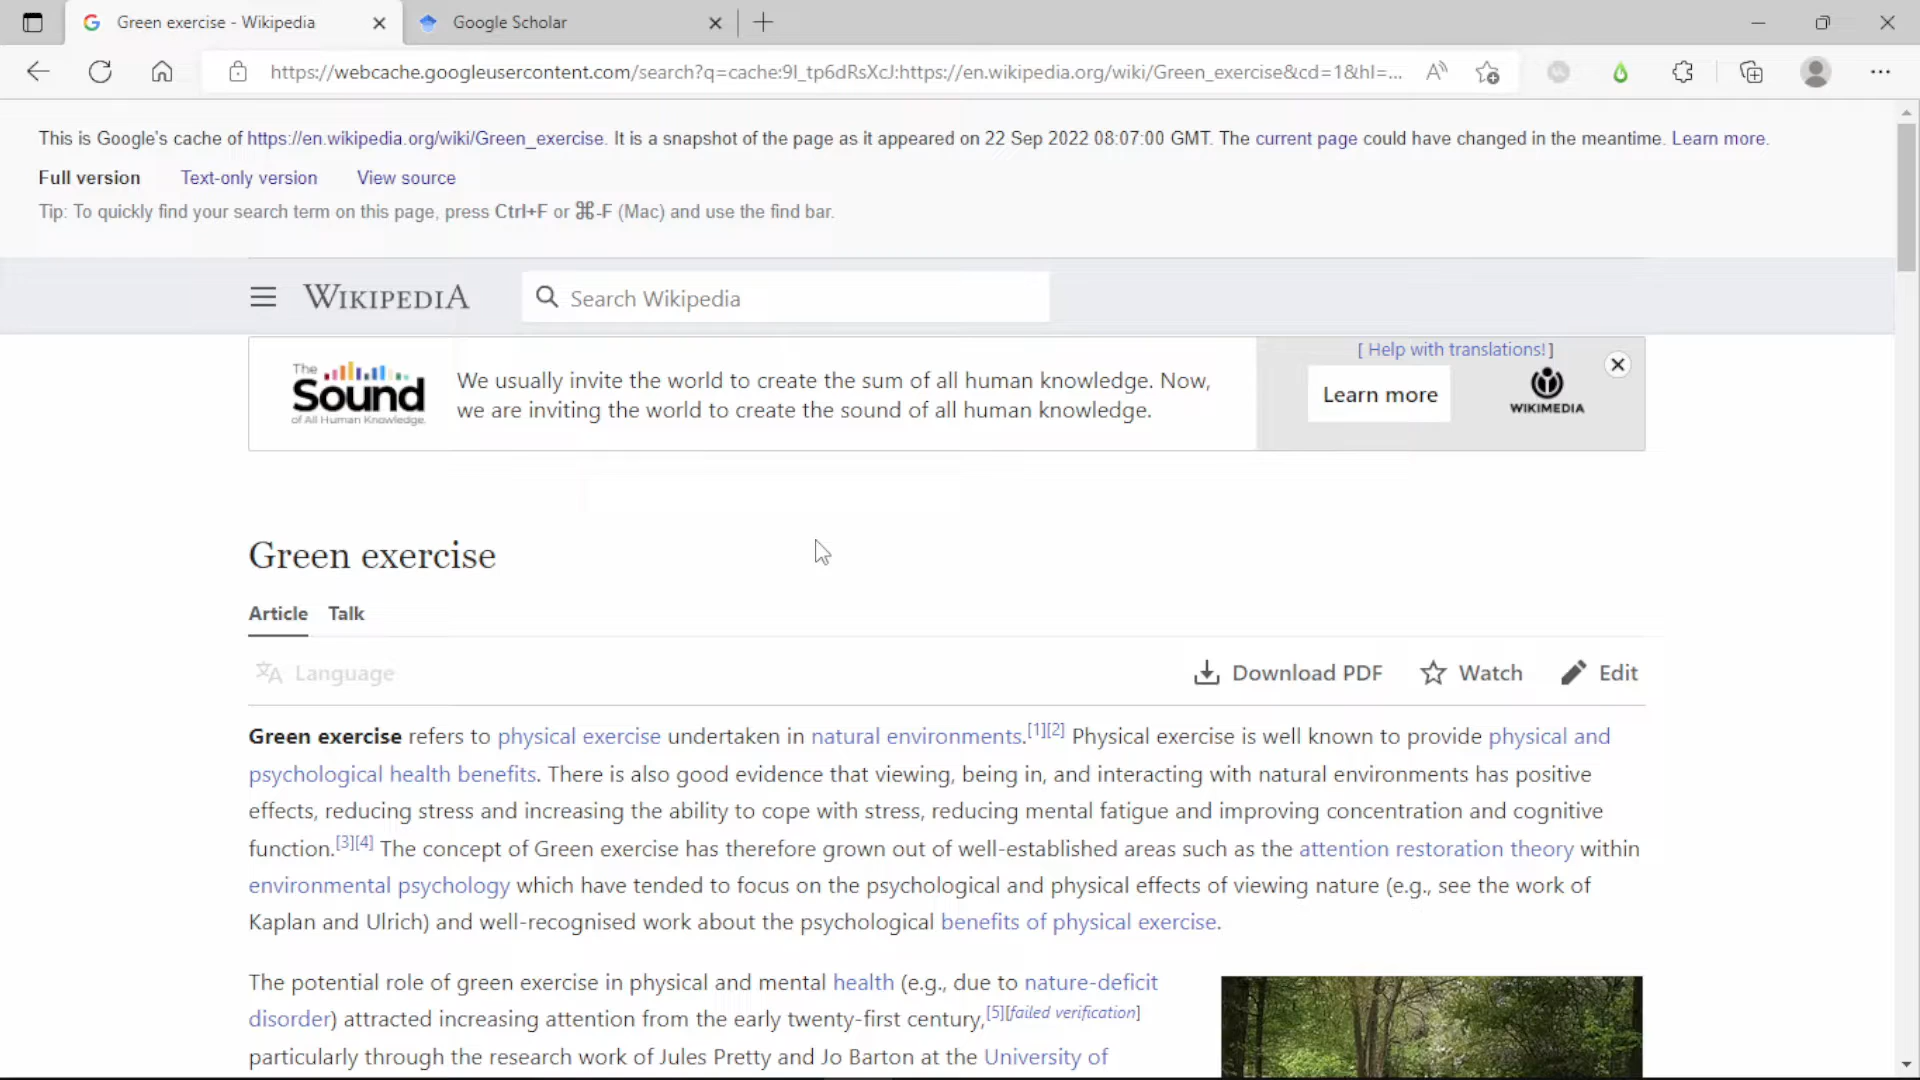 Green exercise - Wikipedia
Google Scholar
https://webcache.googleusercontent.com/search?q=cache:9I_tp6dRsXcJ:https://en.wikipedia.org/wiki/Green_exercise&cd=1&hl=...
This is Google's cache of https://en.wikipedia.org/wiki/Green_exercise. It is a snapshot of the page as it appeared on 22 Sep 2022 08:07:00 GMT. The current page could have changed in the meantime. Learn more.
Full version Text-only version View source
Tip: To quickly find your search term on this page, press Ctrl+F or ⌘-F (Mac) and use the find bar.
WIKIPEDIA
Search Wikipedia
The
Sound
of All Human Knowledge.
We usually invite the world to create the sum of all human knowledge. Now,
we are inviting the world to create the sound of all human knowledge.
[ Help with translations!]
Learn more
WIKIMEDIA
Green exercise
Article Talk
Language
Download PDF Watch Edit
Green exercise refers to physical exercise undertaken in natural environments.[1][2] Physical exercise is well known to provide physical and
psychological health benefits. There is also good evidence that viewing, being in, and interacting with natural environments has positive
effects, reducing stress and increasing the ability to cope with stress, reducing mental fatigue and improving concentration and cognitive
function.[3][4] The concept of Green exercise has therefore grown out of well-established areas such as the attention restoration theory within
environmental psychology which have tended to focus on the psychological and physical effects of viewing nature (e.g., see the work of
Kaplan and Ulrich) and well-recognised work about the psychological benefits of physical exercise.
The potential role of green exercise in physical and mental health (e.g., due to nature-deficit
disorder) attracted increasing attention from the early twenty-first century,[5][failed verification]
particularly through the research work of Jules Pretty and Jo Barton at the University of